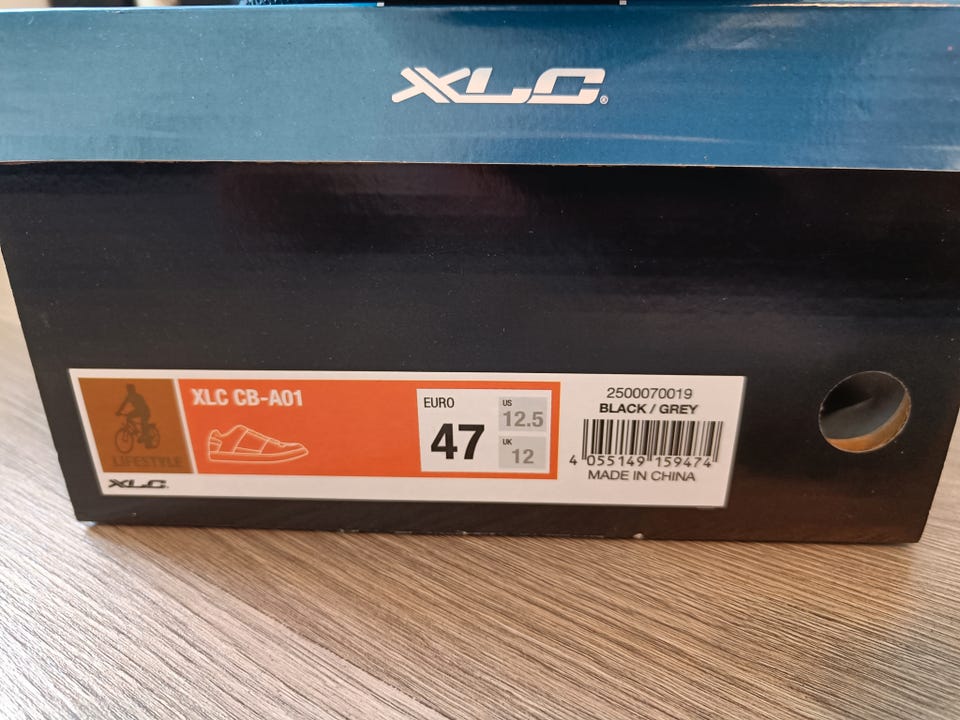 XLC®
XLC CB-A01
LIFESTYLE
XLC
EURO
47
US
12.5
UK
12
2500070019
BLACK / GREY
4 055149 159474
MADE IN CHINA